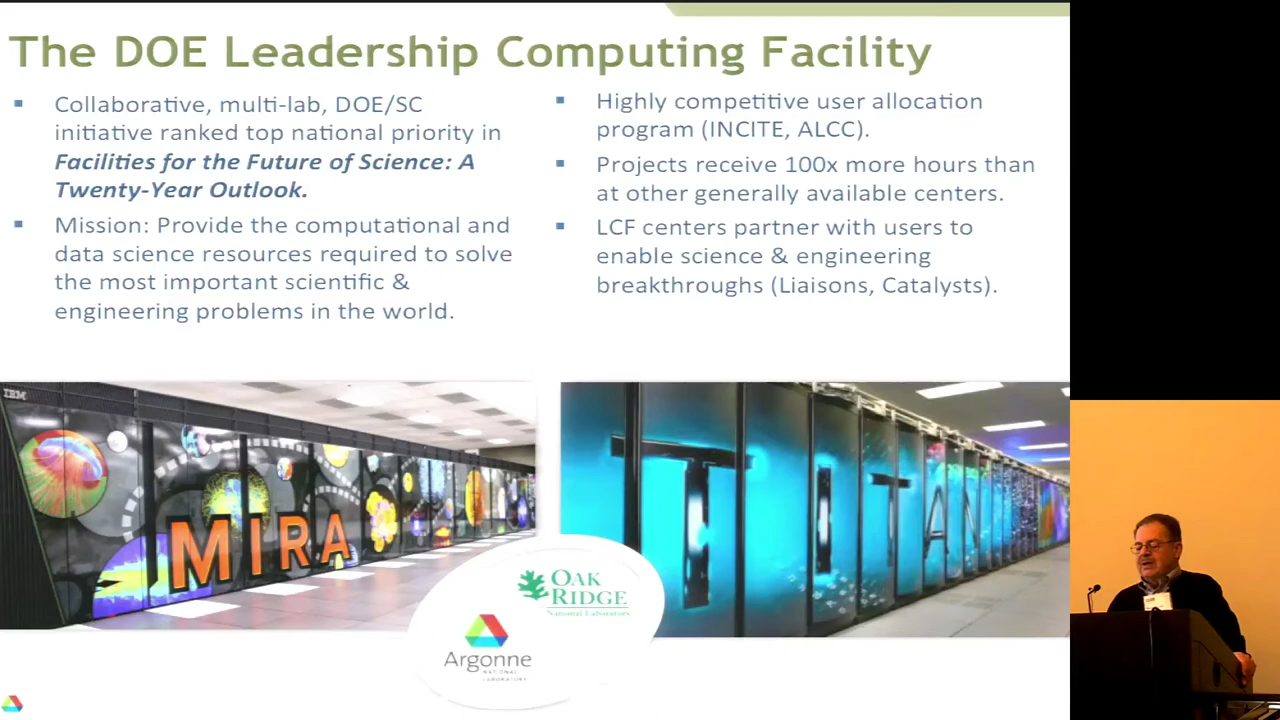 The DOE Leadership Computing Facility
Collaborative, multi-lab, DOE/SC
initiative ranked top national priority in
Facilities for the Future of Science: A
Twenty-Year Outlook.
Mission: Provide the computational and
data science resources required to solve
the most important scientific &
engineering problems in the world.
Highly competitive user allocation
program (INCITE, ALCC).
Projects receive 100x more hours than
at other generally available centers.
LCF centers partner with users to
enable science & engineering
breakthroughs (Liaisons, Catalysts).
IBM
MIRA
TITAN
OAK
RIDGE
National Laboratory
Argonne
NATIONAL
LABORATORY